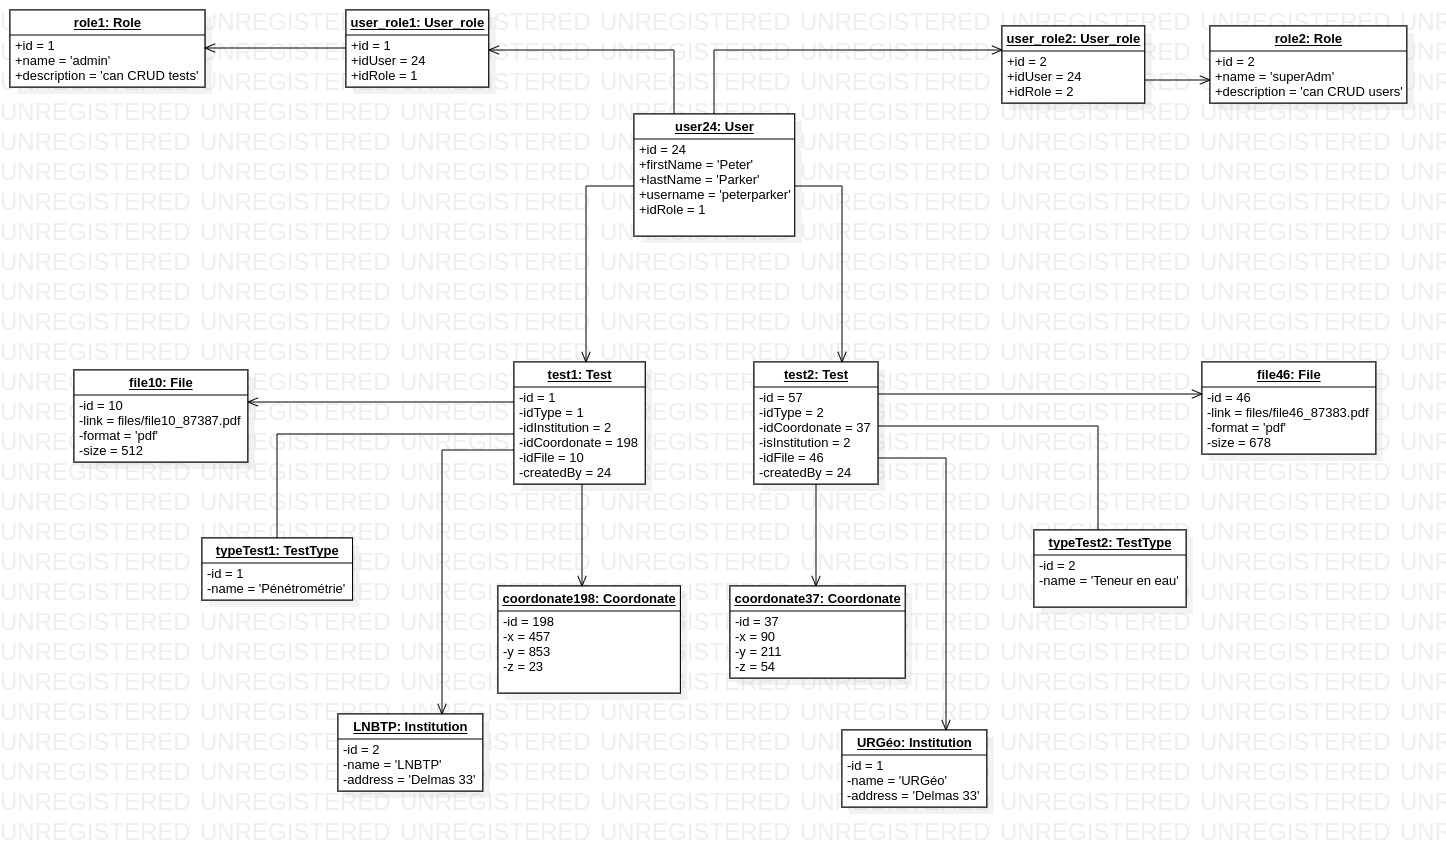 role1: Role
+id = 1
+name = 'admin'
+description = 'can CRUD tests'
user_role1: User_role
+id = 1
+idUser = 24
+idRole = 1
user_role2: User_role
+id = 2
+idUser = 24
+idRole = 2
role2: Role
+id = 2
+name = 'superAdm'
+description = 'can CRUD users'
user24: User
+id = 24
+firstName = 'Peter'
+lastName = 'Parker'
+username = 'peterparker'
+idRole = 1
file10: File
-id = 10
-link = files/file10_87387.pdf
-format = 'pdf'
-size = 512
test1: Test
-id = 1
-idType = 1
-idInstitution = 2
-idCoordonate = 198
-idFile = 10
-createdBy = 24
test2: Test
-id = 57
-idType = 2
-idCoordonate = 37
-isInstitution = 2
-idFile = 46
-createdBy = 24
file46: File
-id = 46
-link = files/file46_87383.pdf
-format = 'pdf'
-size = 678
typeTest1: TestType
-id = 1
-name = 'Pénétrométrie'
coordonate198: Coordonate
-id = 198
-x = 457
-y = 853
-z = 23
coordonate37: Coordonate
-id = 37
-x = 90
-y = 211
-z = 54
typeTest2: TestType
-id = 2
-name = 'Teneur en eau'
LNBTP: Institution
-id = 2
-name = 'LNBTP'
-address = 'Delmas 33'
URGéo: Institution
-id = 1
-name = 'URGéo'
-address = 'Delmas 33'
UNREGISTERED